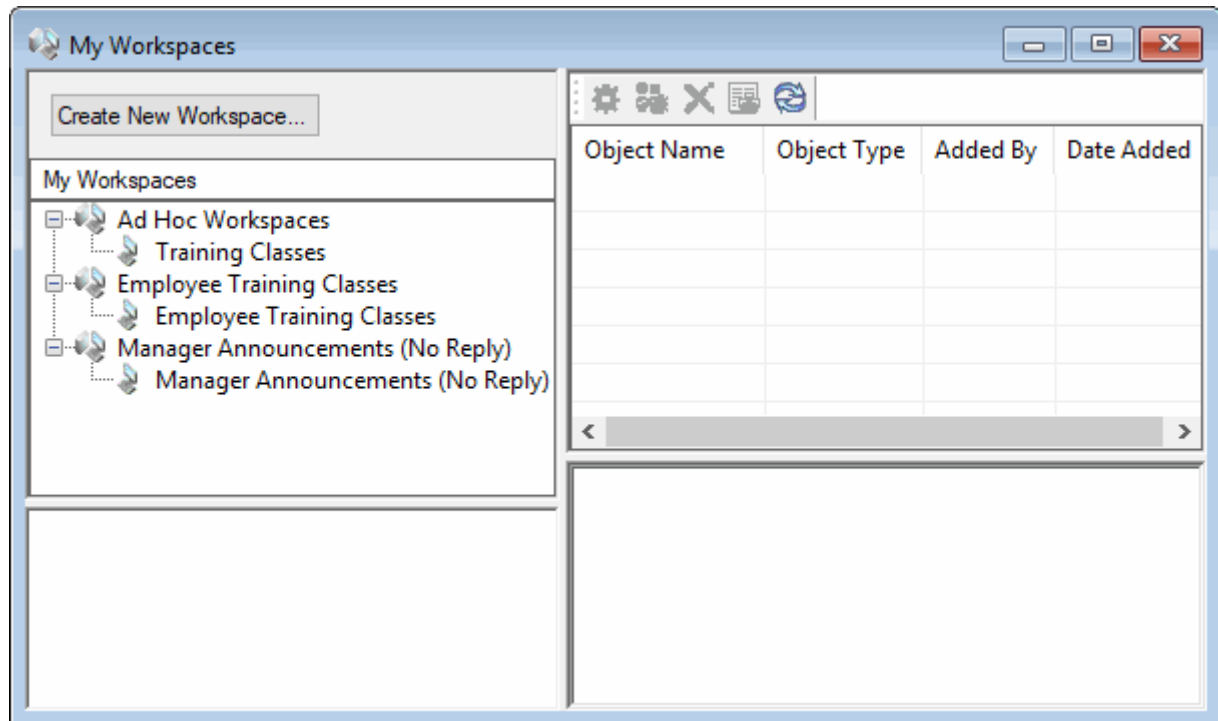 My Workspaces
Create New Workspace...
My Workspaces
Ad Hoc Workspaces
Training Classes
Employee Training Classes
Employee Training Classes
Manager Announcements (No Reply)
Manager Announcements (No Reply)
Object Name Object Type Added By Date Added